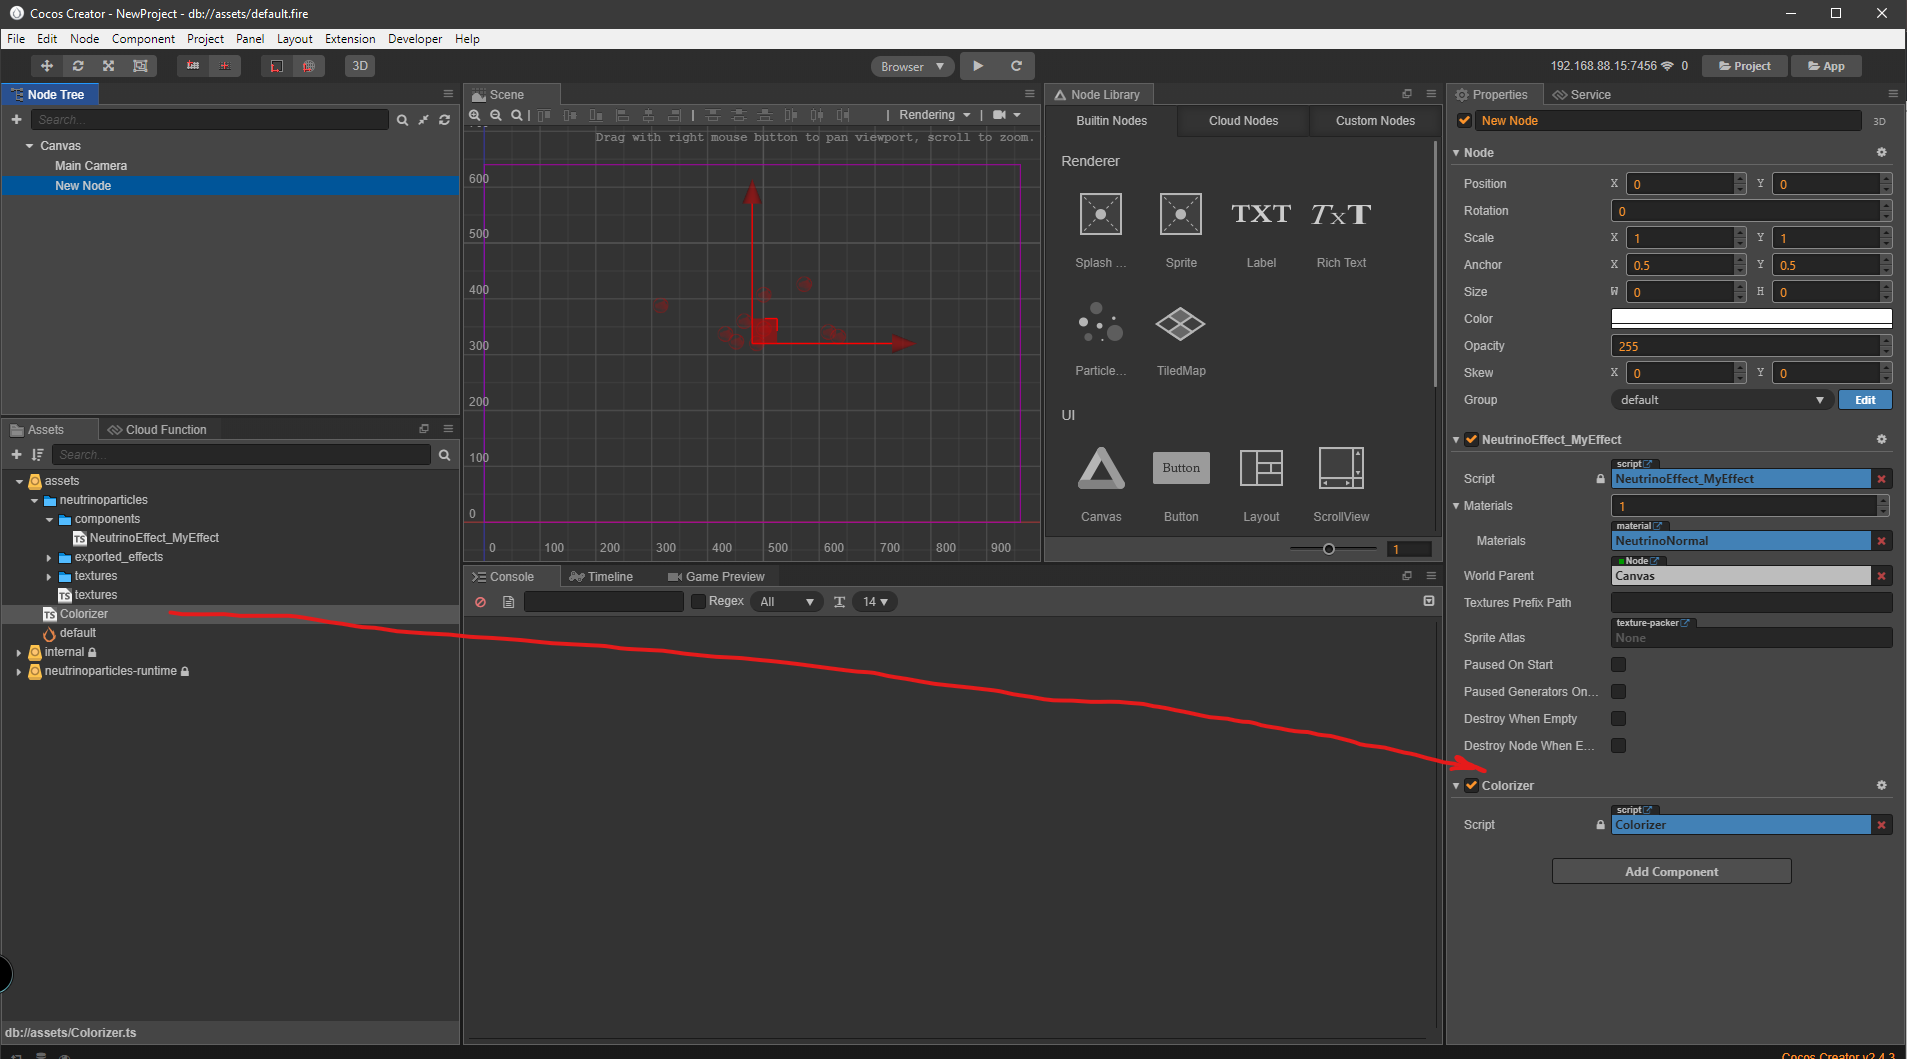 Cocos Creator - NewProject - db://assets/default.fire
File Edit Node Component Project Panel Layout Extension Developer Help
3D Browser 192.168.88.15:7456 0 Project App
Node Tree
Search...
Canvas
Main Camera
New Node
Scene
Rendering
Drag with right mouse button to pan viewport, scroll to zoom.
600
500
400
300
200
100
0
0 100 200 300 400 500 600 700 800 900
Node Library
Builtin Nodes Cloud Nodes Custom Nodes
Renderer
TXT TXT
Splash ... Sprite Label Rich Text
Particle... TiledMap
UI
Button
Canvas Button Layout ScrollView
1
Properties Service
New Node 3D
Node
Position X 0 Y 0
Rotation 0
Scale X 1 Y 1
Anchor X 0.5 Y 0.5
Size W 0 H 0
Color
Opacity 255
Skew X 0 Y 0
Group default Edit
NeutrinoEffect_MyEffect
script
Script NeutrinoEffect_MyEffect
Materials 1
material
Materials NeutrinoNormal
Node
World Parent Canvas
Textures Prefix Path
texture-packer
Sprite Atlas None
Paused On Start
Paused Generators On...
Destroy When Empty
Destroy Node When E...
Colorizer
script
Script Colorizer
Add Component
Assets Cloud Function
Search...
assets
neutrinoparticles
components
TS NeutrinoEffect_MyEffect
exported_effects
textures
TS textures
TS Colorizer
default
internal
neutrinoparticles-runtime
db://assets/Colorizer.ts
Console Timeline Game Preview
Regex All 14
Cocos Creator v2.4.3